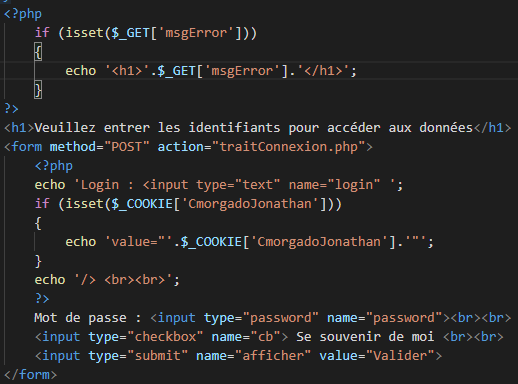 <?php
if (isset($_GET['msgError']))
{
echo '<h1>'.$_GET['msgError'].'</h1>';
}
?>
<h1>Veuillez entrer les identifiants pour accéder aux données</h1>
<form method="POST" action="traitConnexion.php">
<?php
echo 'Login : <input type="text" name="login" ';
if (isset($_COOKIE['CmorgadoJonathan']))
{
echo 'value="'.$_COOKIE['CmorgadoJonathan'].'"';
}
echo '/> <br><br>';
?>
Mot de passe : <input type="password" name="password"><br><br>
<input type="checkbox" name="cb"> Se souvenir de moi <br><br>
<input type="submit" name="afficher" value="Valider">
</form>